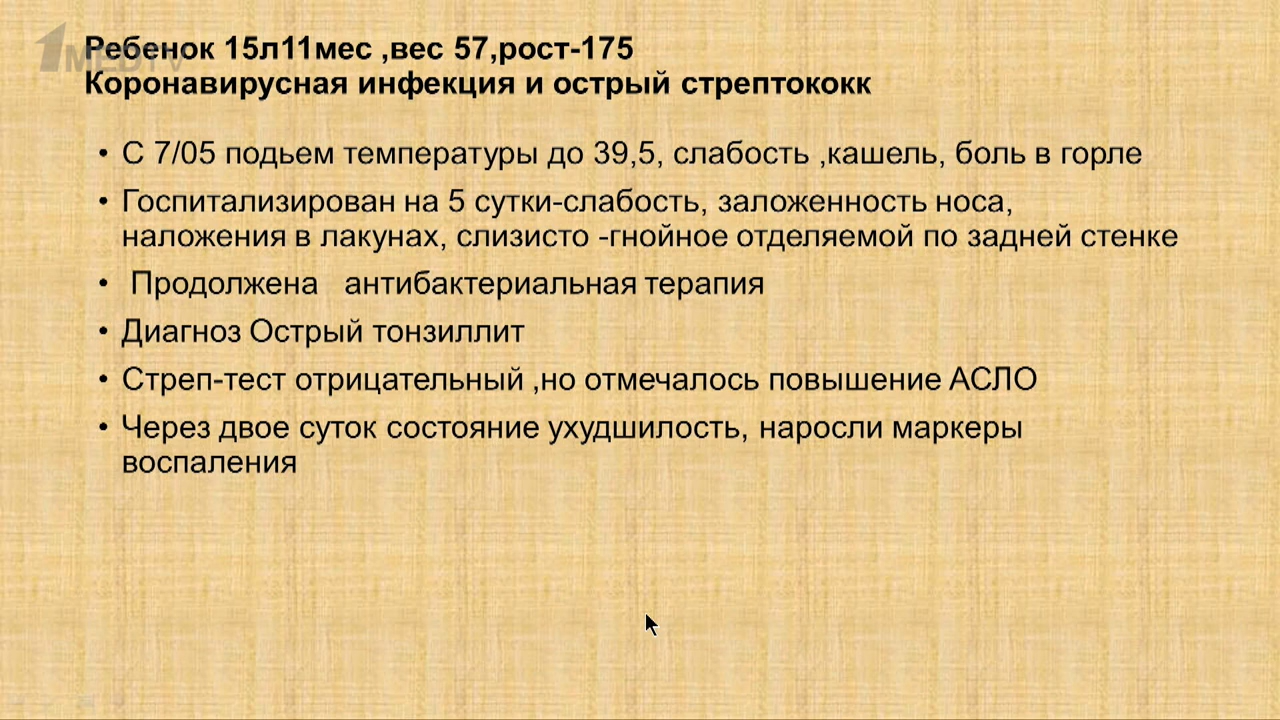 1MEDTV
Ребенок 15л11мес ,вес 57,рост-175
Коронавирусная инфекция и острый стрептококк
• С 7/05 подьем температуры до 39,5, слабость ,кашель, боль в горле
• Госпитализирован на 5 сутки-слабость, заложенность носа,
наложения в лакунах, слизисто -гнойное отделяемой по задней стенке
• Продолжена антибактериальная терапия
• Диагноз Острый тонзиллит
• Стреп-тест отрицательный ,но отмечалось повышение АСЛО
• Через двое суток состояние ухудшилость, наросли маркеры
воспаления